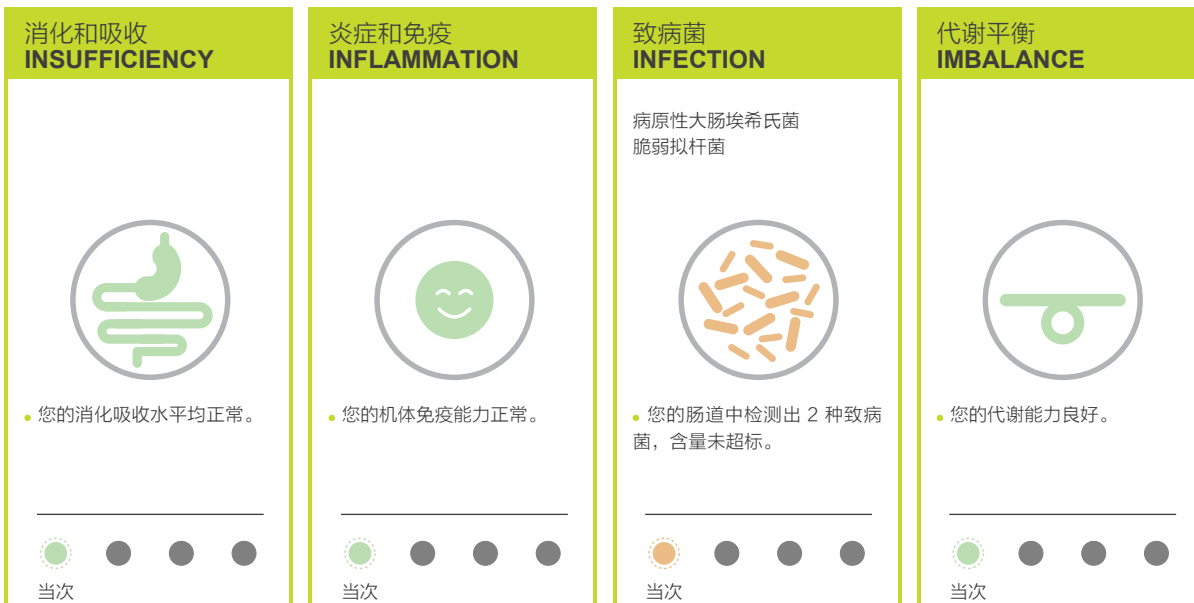 消化和吸收
INSUFFICIENCY
• 您的消化吸收水平均正常。
当次
炎症和免疫
INFLAMMATION
• 您的机体免疫能力正常。
当次
致病菌
INFECTION
病原性大肠埃希氏菌
脆弱拟杆菌
• 您的肠道中检测出 2 种致病
菌，含量未超标。
当次
代谢平衡
IMBALANCE
• 您的代谢能力良好。
当次